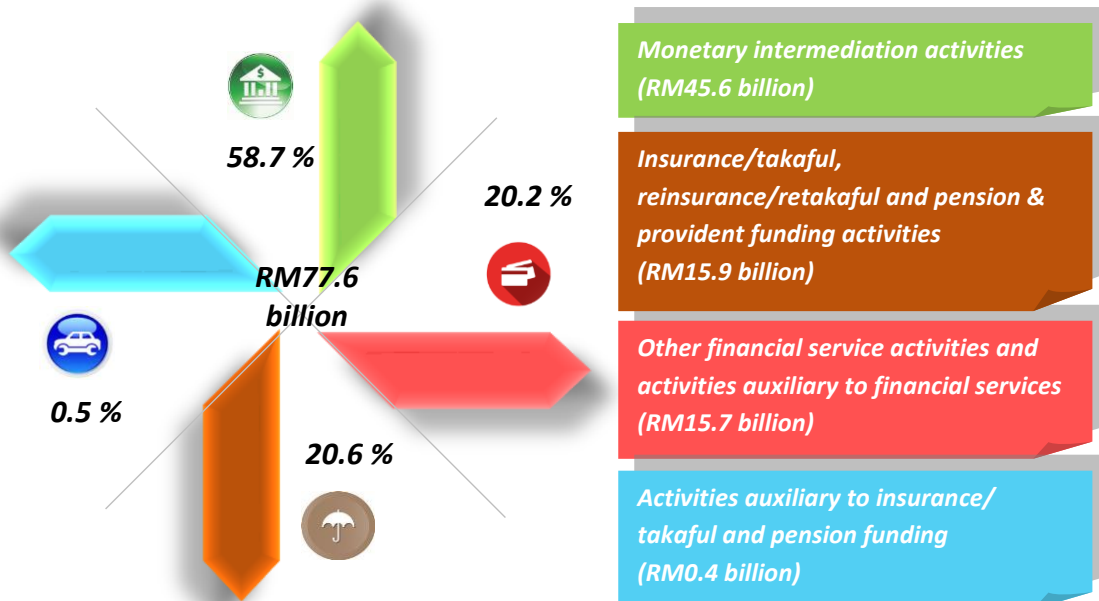 58.7 %
20.2 %
RM77.6
billion
0.5 %
20.6 %
Monetary intermediation activities
(RM45.6 billion)
Insurance/takaful,
reinsurance/retakaful and pension &
provident funding activities
(RM15.9 billion)
Other financial service activities and
activities auxiliary to financial services
(RM15.7 billion)
Activities auxiliary to insurance/
takaful and pension funding
(RM0.4 billion)